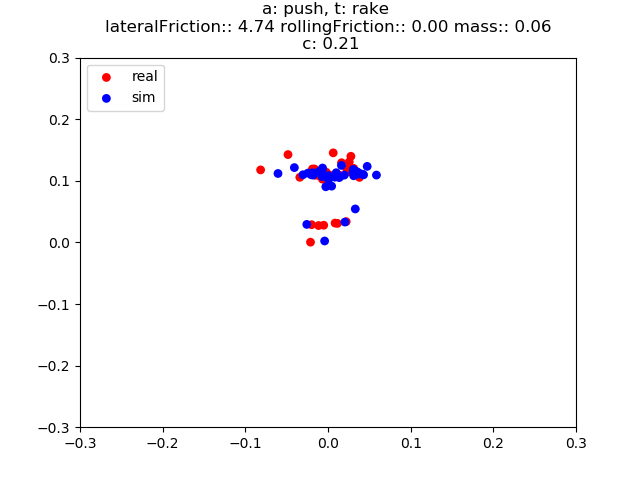 a: push, t: rake
lateralFriction:: 4.74 rollingFriction:: 0.00 mass:: 0.06
c: 0.21
real
sim
0.3
0.2
0.1
0.0
−0.1
−0.2
−0.3
−0.3 −0.2 −0.1 0.0 0.1 0.2 0.3